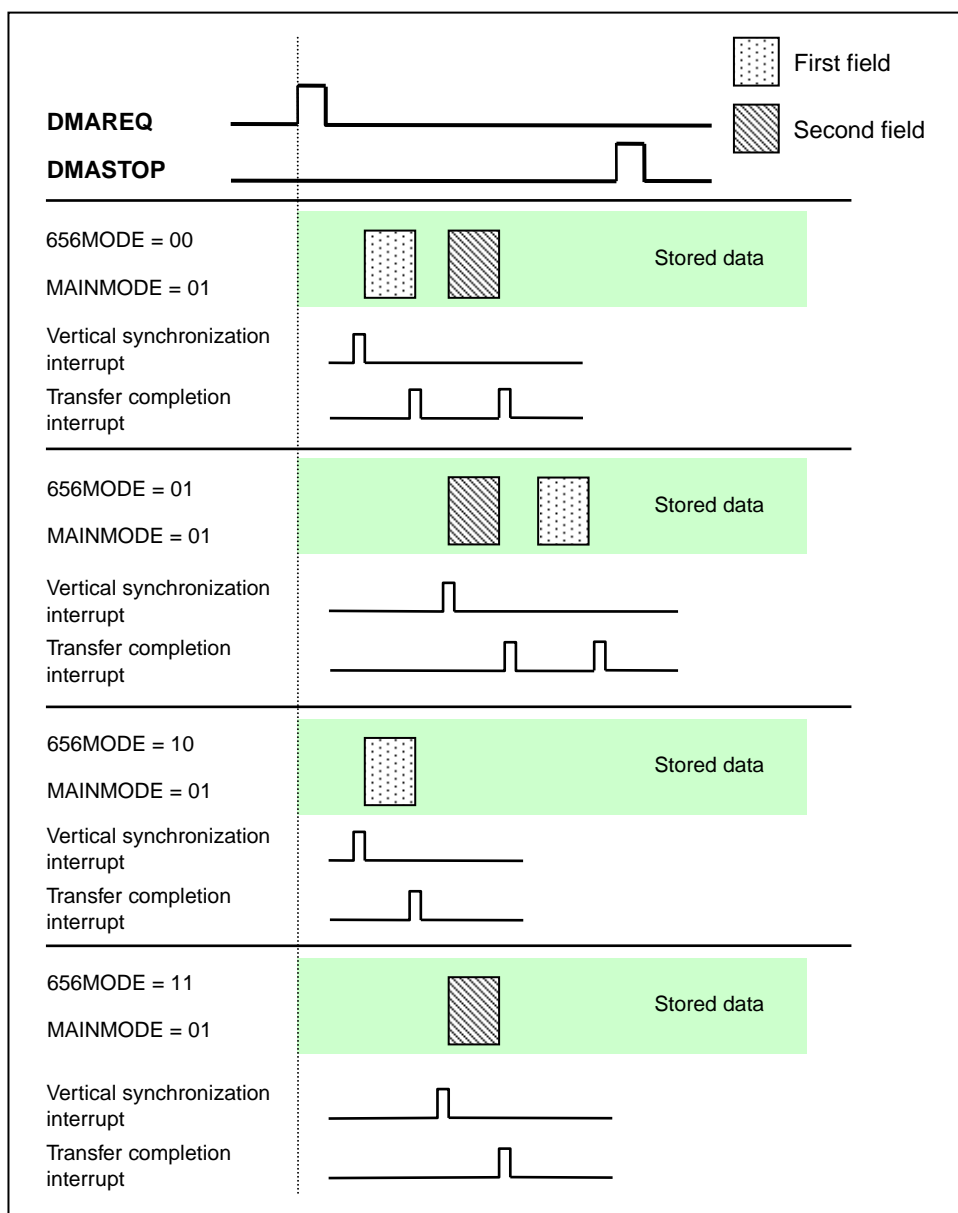 First field
DMAREQ
Second field
DMASTOP
656MODE = 00
Stored data
MAINMODE = 01
Vertical synchronization
interrupt
Transfer completion
interrupt
656MODE = 01
Stored data
MAINMODE = 01
Vertical synchronization
interrupt
Transfer completion
interrupt
656MODE = 10
Stored data
MAINMODE = 01
Vertical synchronization
interrupt
Transfer completion
interrupt
656MODE = 11
Stored data
MAINMODE = 01
Vertical synchronization
interrupt
Transfer completion
interrupt